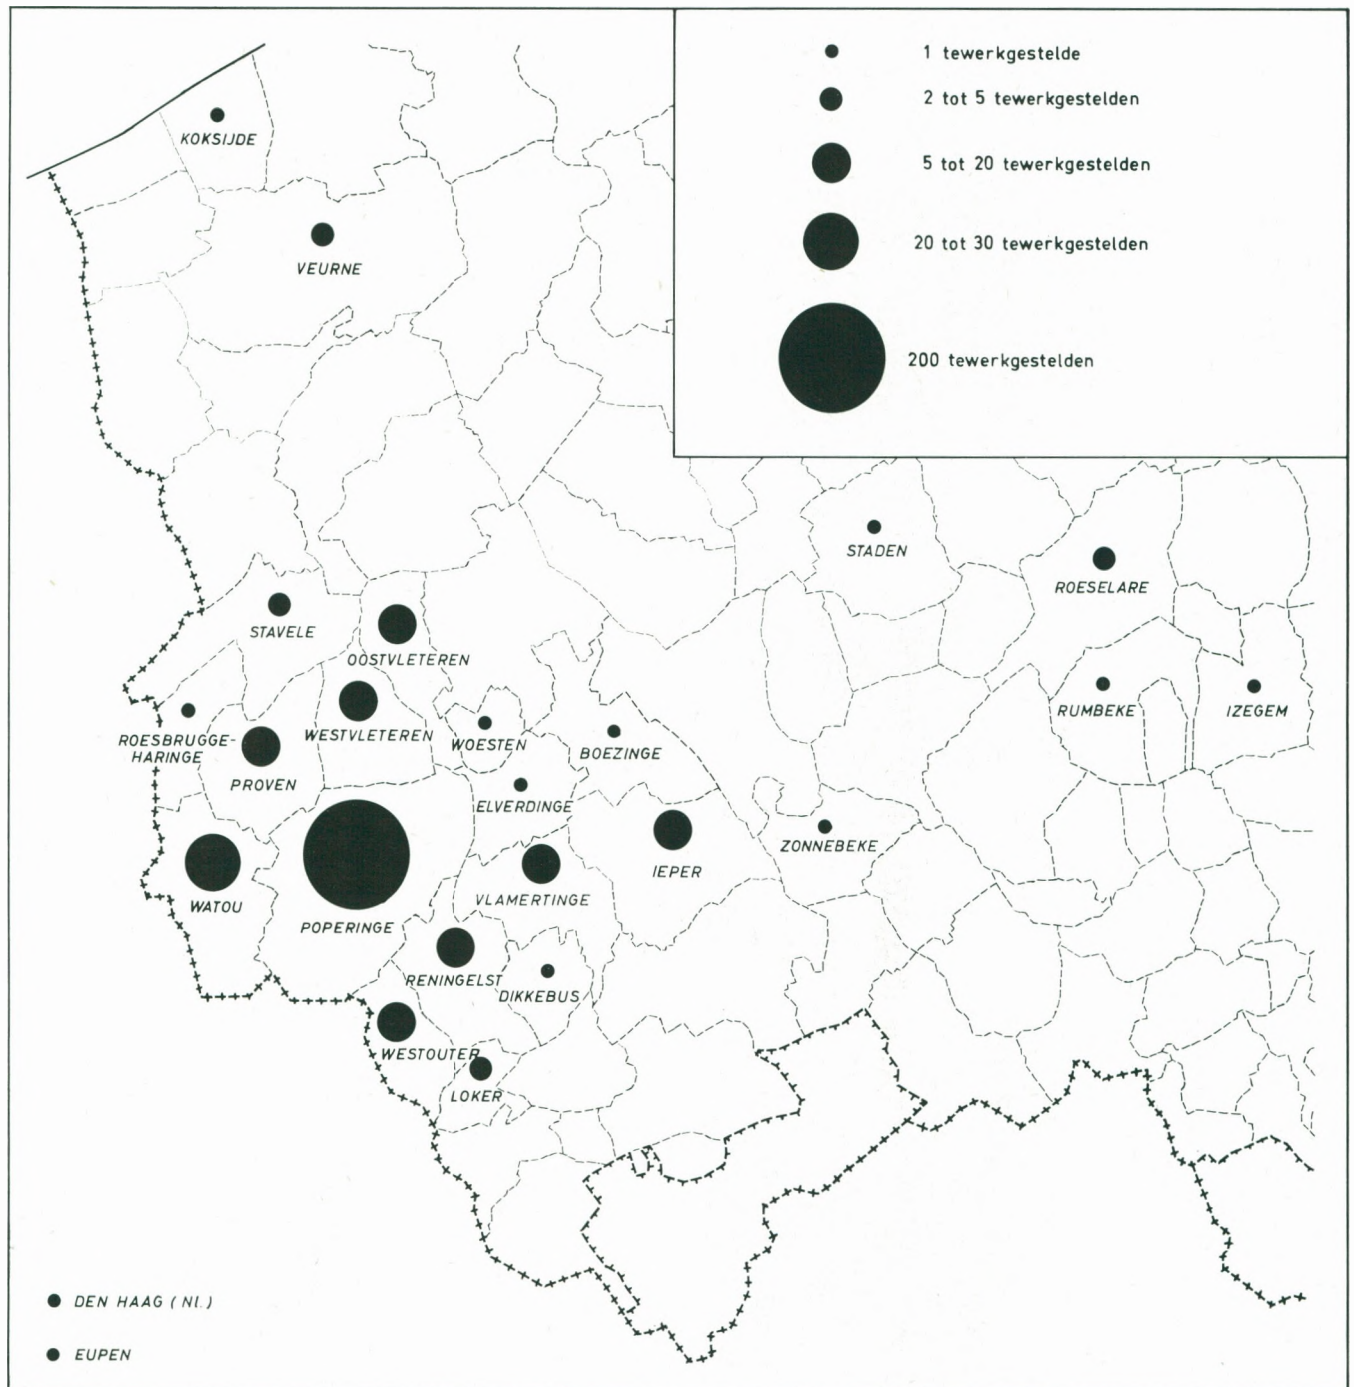 1 tewerkgestelde
2 tot 5 tewerkgestelden
5 tot 20 tewerkgestelden
20 tot 30 tewerkgestelden
200 tewerkgestelden
KOKSIJDE
VEURNE
STADEN
ROESELARE
STAVELE
OOSTVLETEREN
RUMBEKE
IZEGEM
ROESBRUGGE-
HARINGE
WESTVLETEREN
WOESTEN
BOEZINGE
PROVEN
ELVERDINGE
ZONNEBEKE
IEPER
WATOU
VLAMERTINGE
POPERINGE
RENINGELST
DIKKEBUS
WESTOUTER
LOKER
DEN HAAG (Nl.)
EUPEN